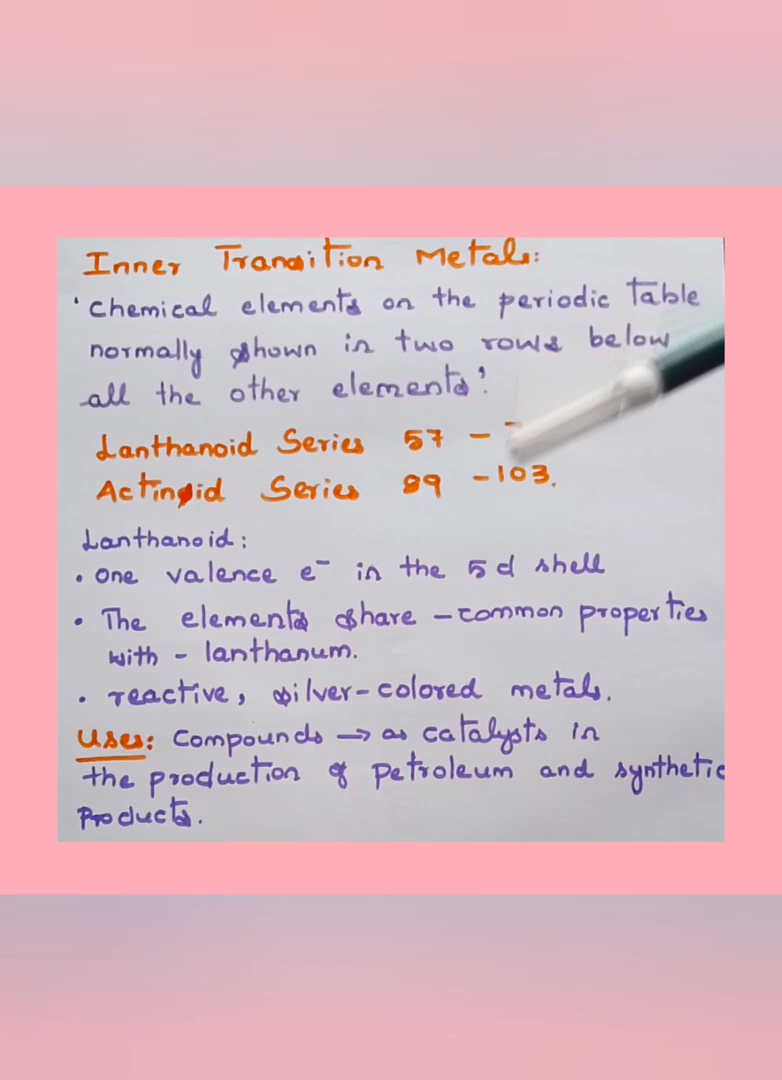 Inner Transition Metals:
'Chemical elements on the periodic Table
normally shown in two rows below
all the other elements'
Lanthanoid Series 57 -
Actinoid Series 89 -103.
Lanthanoid:
• One valence e⁻ in the 5d shell
• The elements share - common properties
with - lanthanum.
• reactive, silver-colored metals.
Uses: Compounds → as catalysts in
the production of petroleum and synthetic
Products.